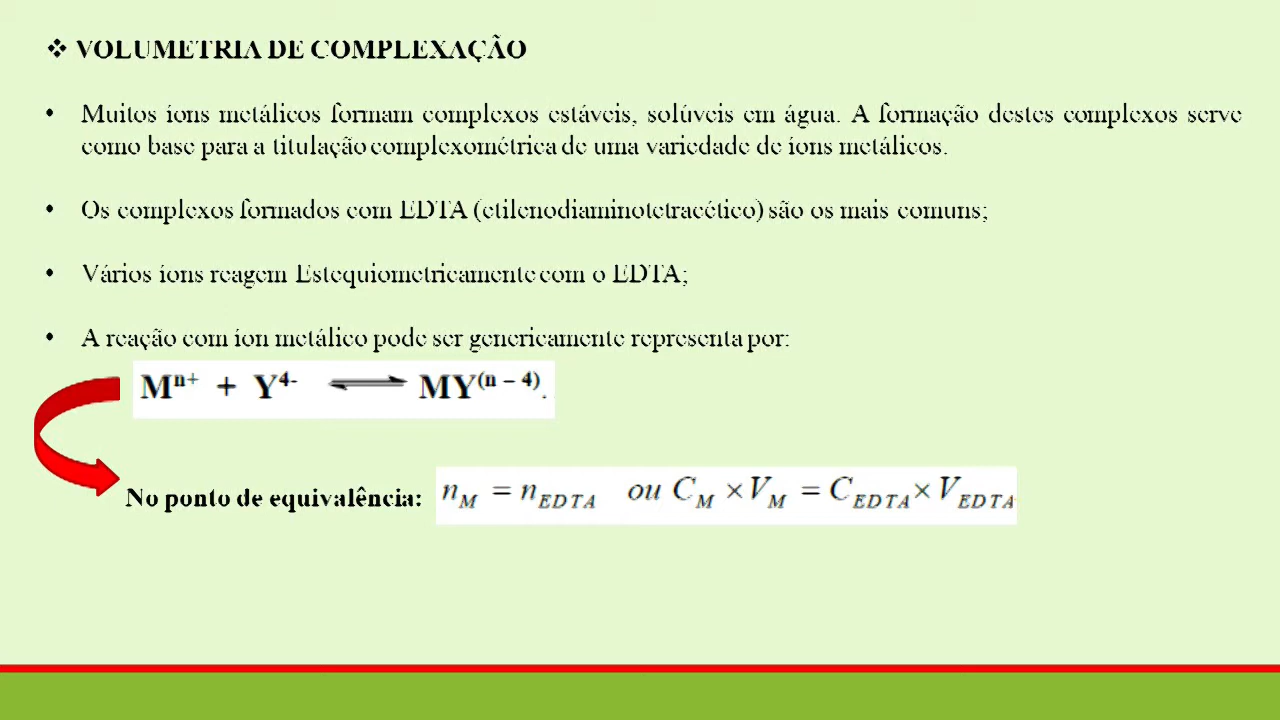 ❖ VOLUMETRIA DE COMPLEXAÇÃO
• Muitos íons metálicos formam complexos estáveis, solúveis em água. A formação destes complexos serve
como base para a titulação complexométrica de uma variedade de íons metálicos.
• Os complexos formados com EDTA (etilenodiaminotetracético) são os mais comuns;
• Vários íons reagem Estequiometricamente com o EDTA;
• A reação com íon metálico pode ser genericamente representa por:
Mⁿ⁺ + Y⁴⁻ ⇌ MY⁽ⁿ ⁻ ⁴⁾.
No ponto de equivalência: n_M = n_EDTA ou C_M × V_M = C_EDTA × V_EDTA